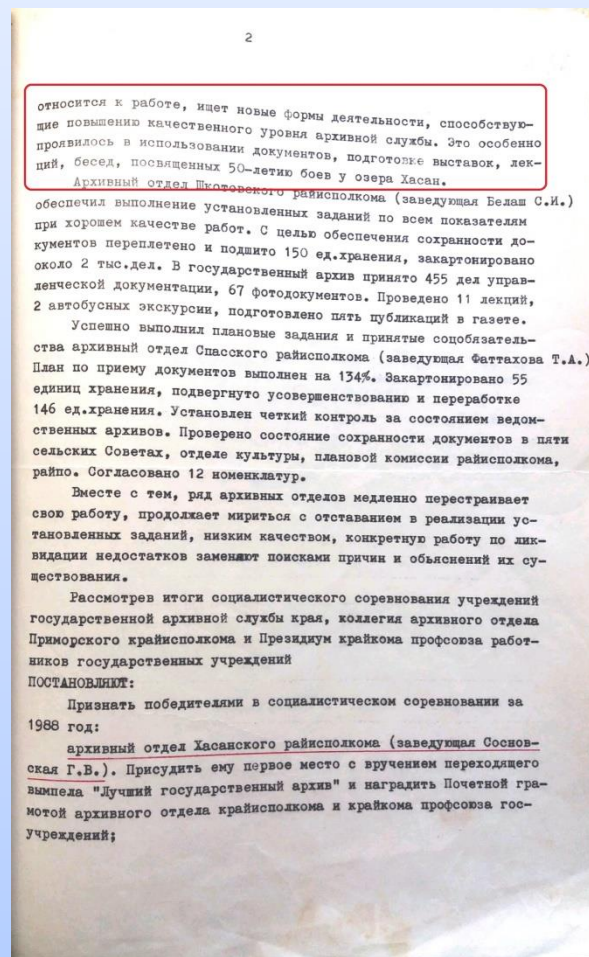 2
относится к работе, ищет новые формы деятельности, способствую-
щие повышению качественного уровня архивной службы. Это особенно
проявилось в использовании документов, подготовке выставок, лек-
ций, бесед, посвященных 50-летию боев у озера Хасан.
Архивный отдел Шкотовского райисполкома (заведующая Белаш С.И.)
обеспечил выполнение установленных заданий по всем показателям
при хорошем качестве работ. С целью обеспечения сохранности до-
кументов переплетено и подшито 150 ед.хранения, закартонировано
около 2 тыс.дел. В государственный архив принято 455 дел управ-
ленческой документации, 67 фотодокументов. Проведено 11 лекций,
2 автобусных экскурсии, подготовлено пять публикаций в газете.
Успешно выполнил плановые задания и принятые соцобязатель-
ства архивный отдел Спасского райисполкома (заведующая Фаттахова Т.А.)
План по приему документов выполнен на 134%. Закартонировано 55
единиц хранения, подвергнуто усовершенствованию и переработке
146 ед.хранения. Установлен четкий контроль за состоянием ведом-
ственных архивов. Проверено состояние сохранности документов в пяти
сельских Советах, отделе культуры, плановой комиссии райисполкома,
райпо. Согласовано 12 номенклатур.
Вместе с тем, ряд архивных отделов медленно перестраивает
свою работу, продолжает мириться с отставанием в реализации ус-
тановленных заданий, низким качеством, конкретную работу по лик-
видации недостатков заменяют поисками причин и объяснений их су-
ществования.
Рассмотрев итоги социалистического соревнования учреждений
государственной архивной службы края, коллегия архивного отдела
Приморского крайисполкома и Президиум крайкома профсоюза работ-
ников государственных учреждений
ПОСТАНОВЛЯЮТ:
Признать победителями в социалистическом соревновании за
1988 год:
архивный отдел Хасанского райисполкома (заведующая Соснов-
ская Г.В.). Присудить ему первое место с вручением переходящего
вымпела "Лучший государственный архив" и наградить Почетной гра-
мотой архивного отдела крайисполкома и крайкома профсоюза гос-
учреждений;